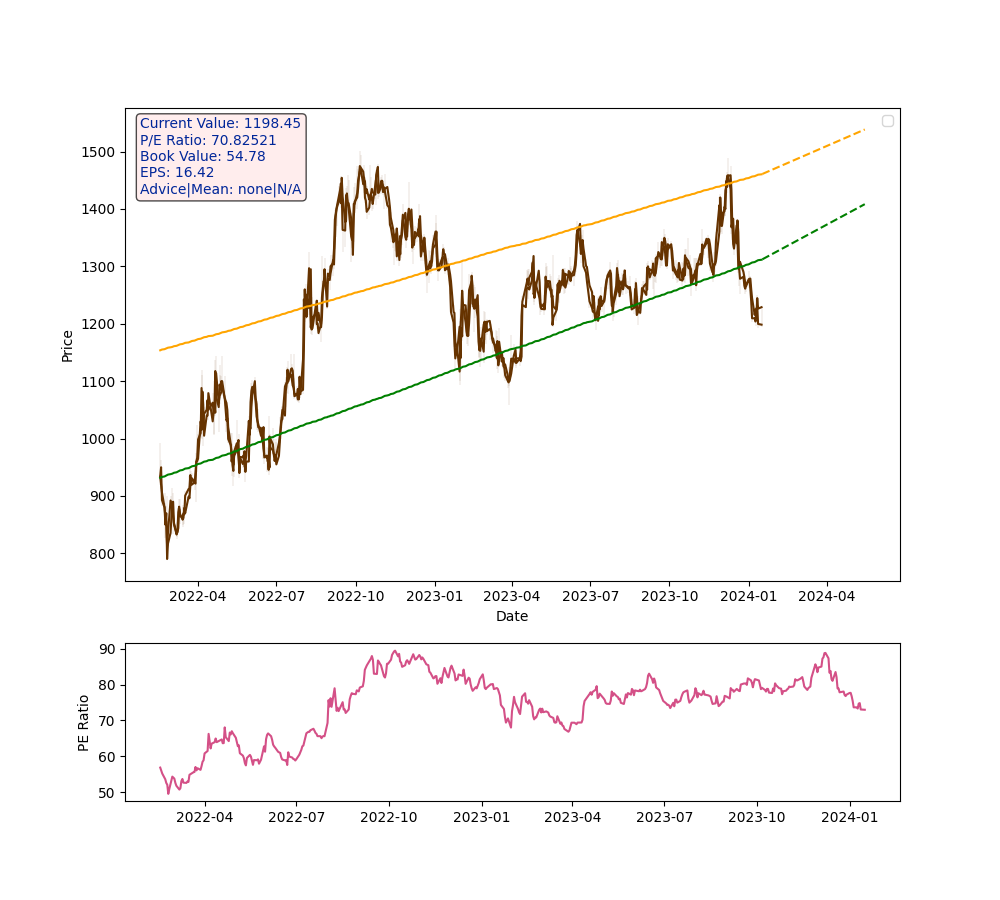 Current Value: 1198.45
P/E Ratio: 70.82521
Book Value: 54.78
EPS: 16.42
Advice|Mean: none|N/A
1500
1400
1300
1200
1100
1000
900
800
Price
2022-04 2022-07 2022-10 2023-01 2023-04 2023-07 2023-10 2024-01 2024-04
Date
90
80
70
60
50
PE Ratio
2022-04 2022-07 2022-10 2023-01 2023-04 2023-07 2023-10 2024-01